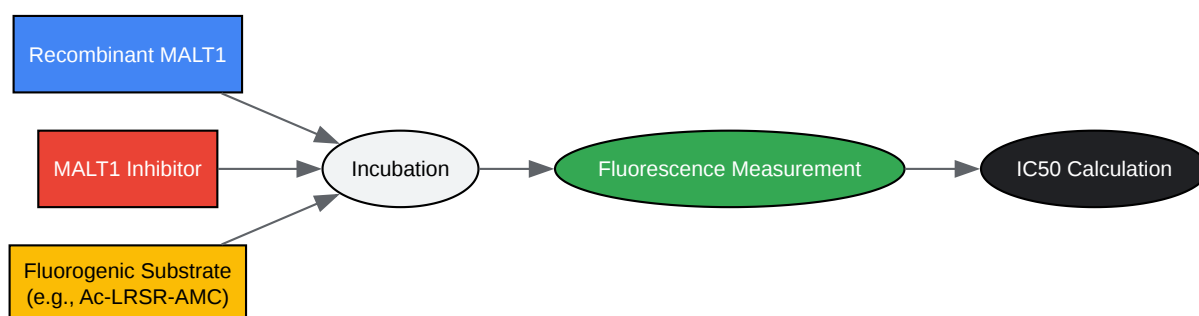 Recombinant MALT1
MALT1 Inhibitor
Fluorogenic Substrate
(e.g., Ac-LRSR-AMC)
Incubation
Fluorescence Measurement
IC50 Calculation